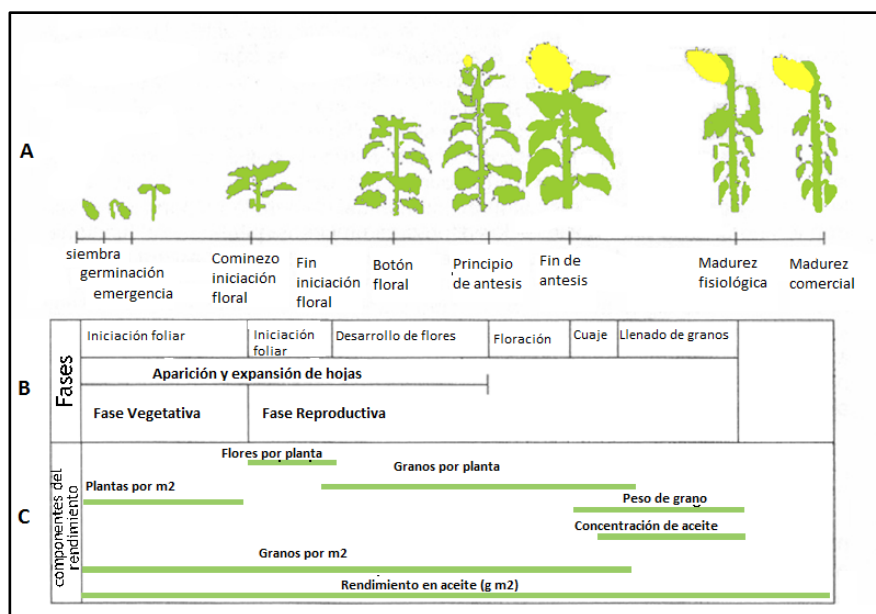 A
siembra
germinación
emergencia
Cominezo
iniciación
floral
Fin
iniciación
floral
Botón
floral
Principio
de antesis
Fin de
antesis
Madurez
fisiológica
Madurez
comercial
B
Fases
Iniciación foliar
Iniciación
foliar
Desarrollo de flores
Floración
Cuaje
Llenado de granos
Aparición y expansión de hojas
Fase Vegetativa
Fase Reproductiva
C
componentes del
rendimiento
Flores por planta
Granos por planta
Plantas por m2
Peso de grano
Concentración de aceite
Granos por m2
Rendimiento en aceite (g m2)